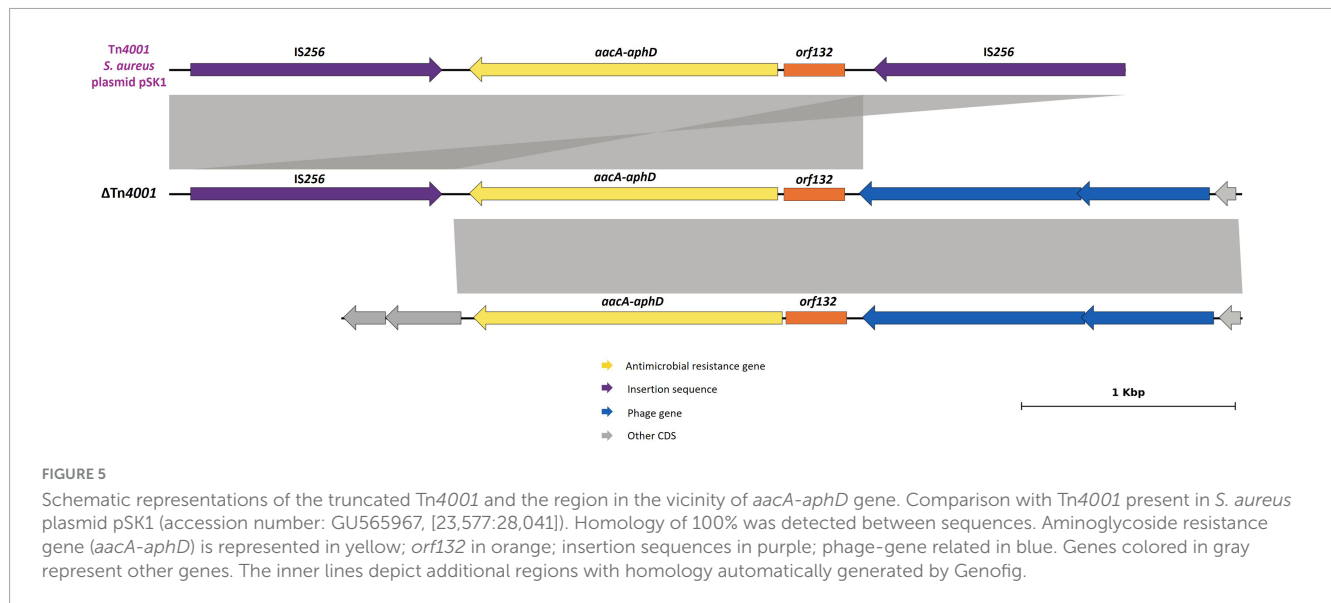 Tn4001
S. aureus
plasmid pSK1
IS256
aacA-aphD
orf132
IS256
ΔTn4001
IS256
aacA-aphD
orf132
aacA-aphD
orf132
Antimicrobial resistance gene
Insertion sequence
Phage gene
Other CDS
1 Kbp
FIGURE 5
Schematic representations of the truncated Tn4001 and the region in the vicinity of aacA-aphD gene. Comparison with Tn4001 present in S. aureus
plasmid pSK1 (accession number: GU565967, [23,577:28,041]). Homology of 100% was detected between sequences. Aminoglycoside resistance
gene (aacA-aphD) is represented in yellow; orf132 in orange; insertion sequences in purple; phage-gene related in blue. Genes colored in gray
represent other genes. The inner lines depict additional regions with homology automatically generated by Genofig.